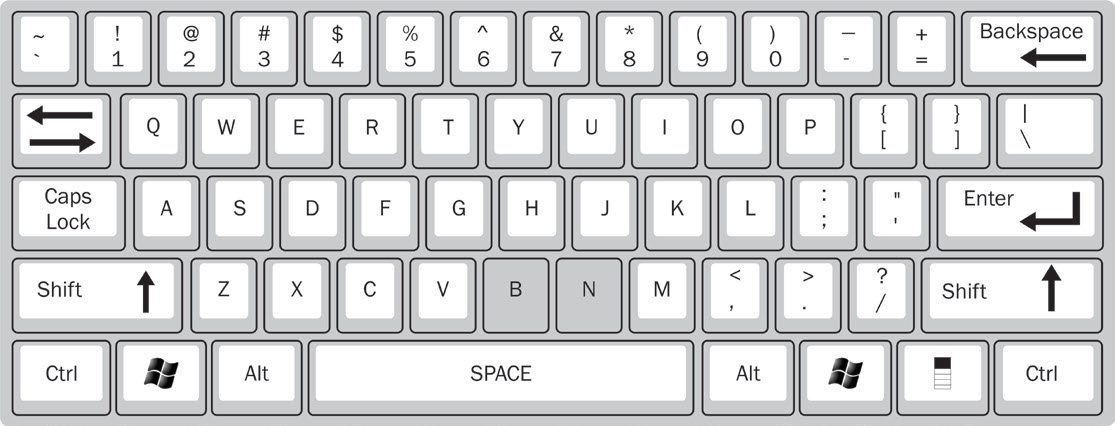 ~ ! @ # $ % ^ & * ( ) — + Backspace
` 1 2 3 4 5 6 7 8 9 0 - =
Q W E R T Y U I O P { } |
[ ] \
Caps A S D F G H J K L : " Enter
Lock ; '
Shift Z X C V B N M < > ? Shift
, . /
Ctrl Alt SPACE Alt Ctrl